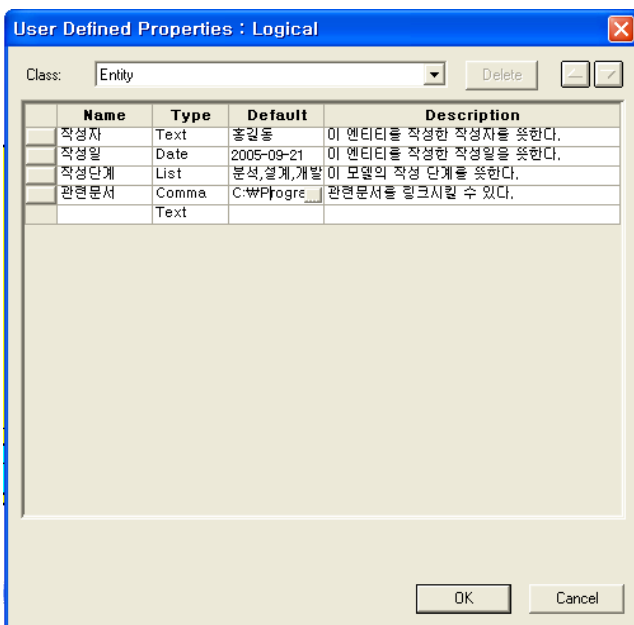 User Defined Properties : Logical
Class: Entity Delete
Name Type Default Description
작성자 Text 홍길동 이 엔티티를 작성한 작성자를 뜻한다.
작성일 Date 2005-09-21 이 엔티티를 작성한 작성일을 뜻한다.
작성단계 List 분석,설계,개발 이 모델의 작성 단계를 뜻한다.
관련문서 Comma C:₩Progra ... 관련문서를 링크시킬 수 있다.
Text
OK Cancel